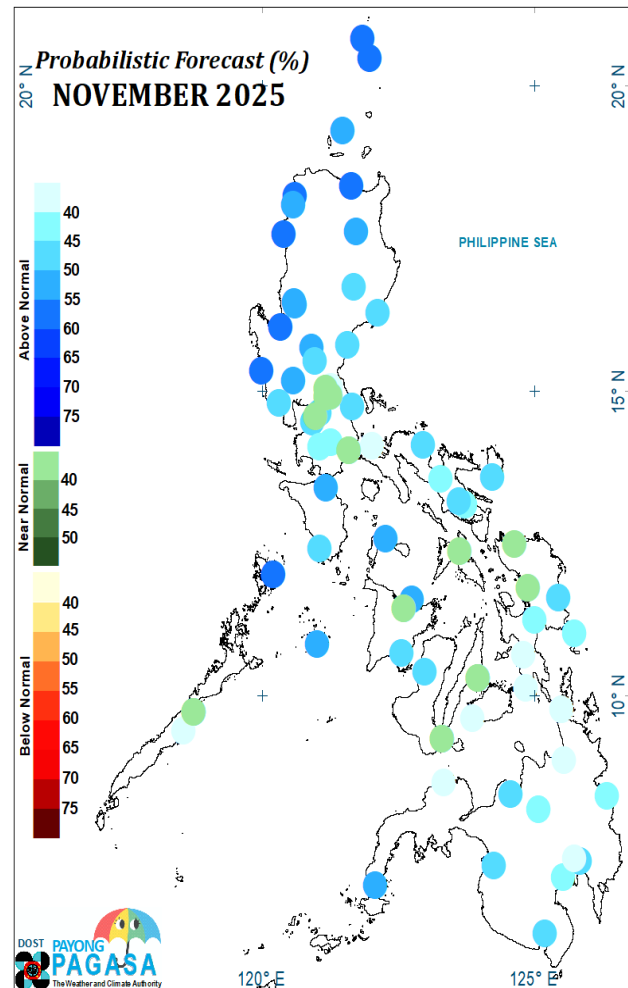 Probabilistic Forecast (%)
NOVEMBER 2025
20° N
20° N
PHILIPPINE SEA
Above Normal
40
45
50
55
60
65
70
75
15° N
15° N
Near Normal
40
45
50
Below Normal
40
45
50
55
60
65
70
75
10° N
10° N
DOST
PAYONG
PAGASA
The Weather and Climate Authority
120° E
125° E